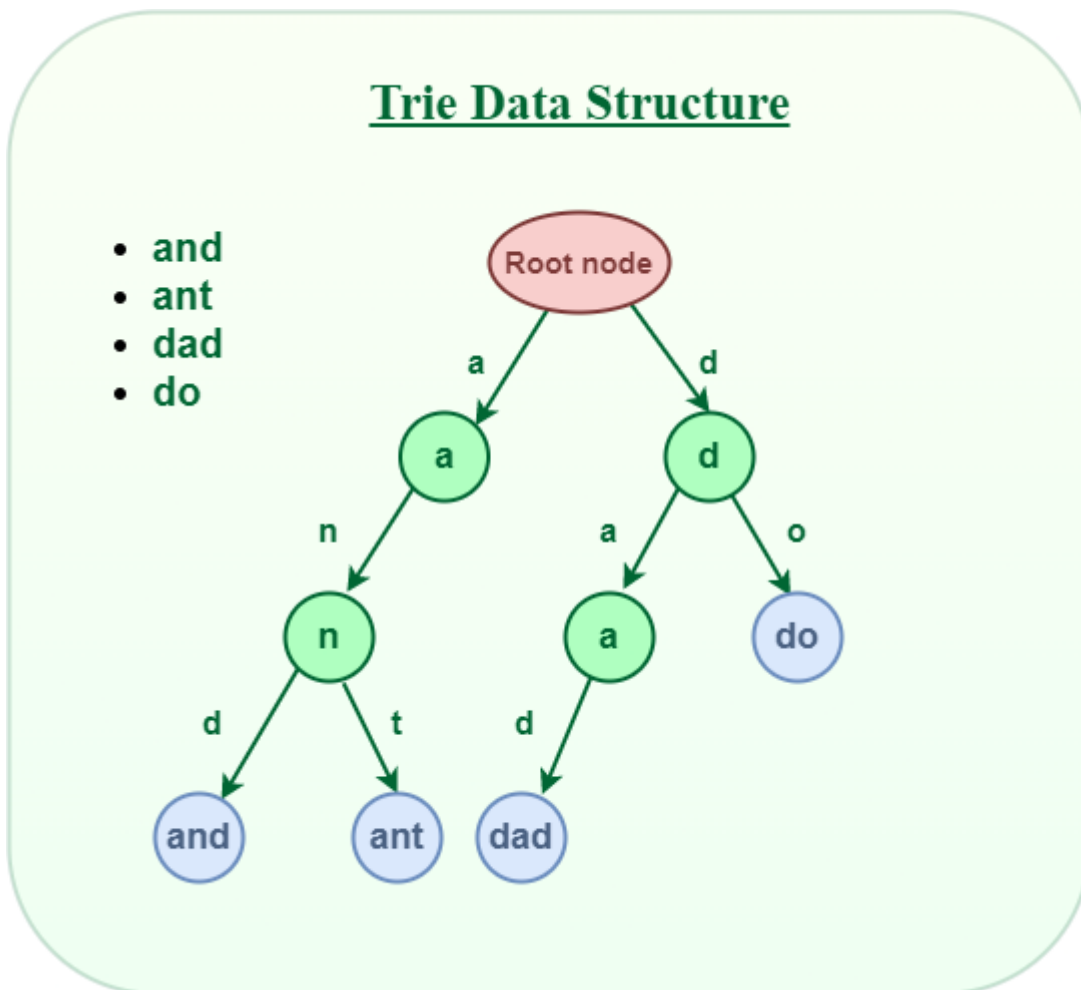 Trie Data Structure
and
ant
dad
do
Root node
a
d
a
d
n
a
o
n
a
do
d
t
d
and
ant
dad